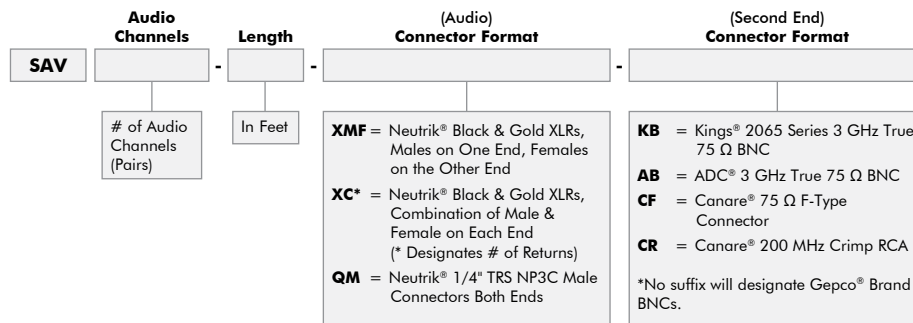 Audio
Channels
Length
(Audio)
Connector Format
(Second End)
Connector Format
SAV - - -
# of Audio
Channels
(Pairs)
In Feet
XMF = Neutrik® Black & Gold XLRs,
Males on One End, Females
on the Other End
XC* = Neutrik® Black & Gold XLRs,
Combination of Male &
Female on Each End
(* Designates # of Returns)
QM = Neutrik® 1/4" TRS NP3C Male
Connectors Both Ends
KB = Kings® 2065 Series 3 GHz True
75 Ω BNC
AB = ADC® 3 GHz True 75 Ω BNC
CF = Canare® 75 Ω F-Type
Connector
CR = Canare® 200 MHz Crimp RCA
*No suffix will designate Gepco® Brand
BNCs.